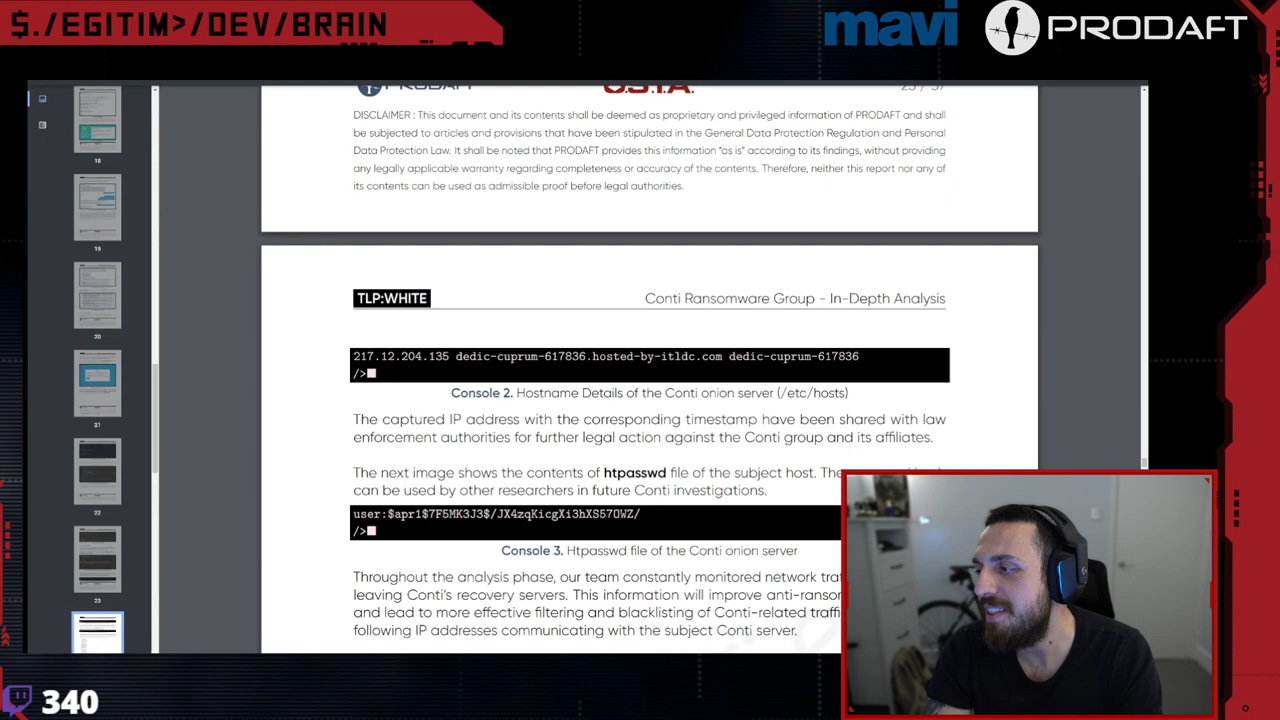 $./EGITIM>/DEV/BRAIN
mavi
PRODAFT
PRODAFT
U.S.T.A.
23 / 37
DISCLAIMER : This document and its contents shall be deemed as proprietary and privileged information of PRODAFT and shall
be subjected to articles and provisions that have been stipulated in the General Data Protection Regulation and Personal
Data Protection Law. It shall be noted that PRODAFT provides this information "as is" according to its findings, without providing
any legally applicable warranty regarding completeness or accuracy of the contents. Therefore, neither this report nor any of
its contents can be used as admissible proof before legal authorities.
18
19
20
21
22
23
TLP:WHITE
Conti Ransomware Group - In-Depth Analysis
217.12.204.135 dedic-cuprum-617836.hosted-by-itldc.com dedic-cuprum-617836
/>
Console 2. Hostname Details of the Conti onion server (/etc/hosts)
The captured IP address with the corresponding timestamp have been shared with law
enforcement authorities for further legal action against the Conti group and its affiliates.
The next image shows the contents of htpasswd file of the subject host. The
can be used by other researchers in future Conti investigations.
user:$apr1$7F5MK3J3$/JX4zqKicgXi3hXS57OWZ/
/>
Console 3. Htpasswd file of the Conti onion server
Throughout the analysis phase, our team constantly monitored network
leaving Conti's recovery servers. This information will improve
and lead to more effective filtering and blacklisting of Conti-related
following IP addresses communicating with the subject Conti server.
340